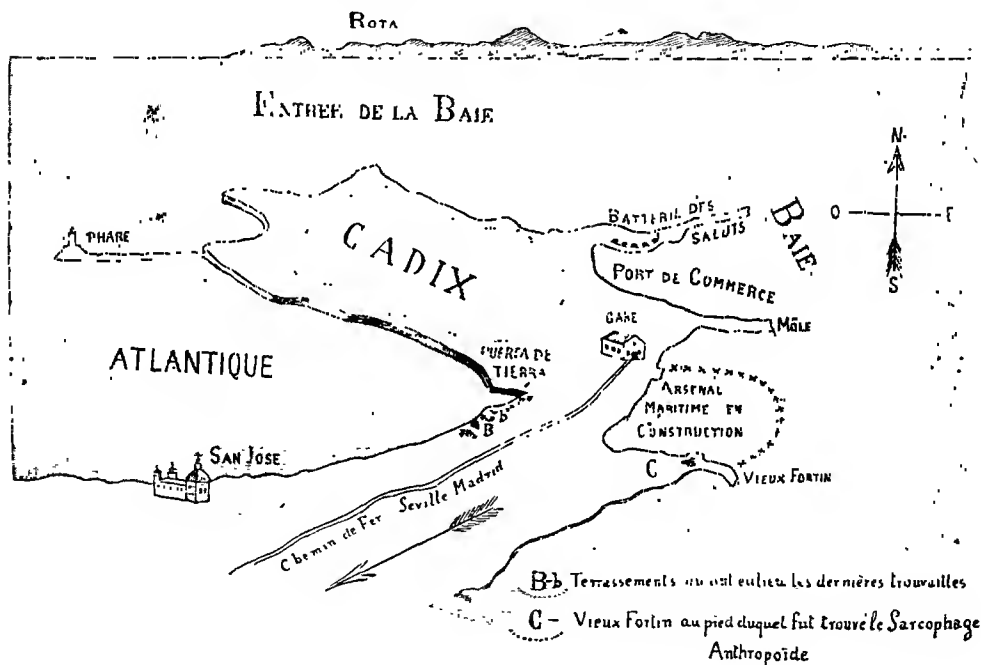 ROTA
ENTRÉE DE LA BAIE
N
O E
S
BATTERIE DES
SALUTS
BAIE
PHARE
CADIX
PORT DE COMMERCE
MÔLE
GARE
ATLANTIQUE
PUERTA DE
TIERRA
B b
ARSENAL
MARITIME EN
CONSTRUCTION
SAN JOSE
C
VIEUX FORTIN
Chemin de Fer Seville Madrid
B-b Terrassements ou ont eu lieu les dernières trouvailles
C - Vieux Fortin au pied duquel fut trouvé le Sarcophage
Anthropoïde